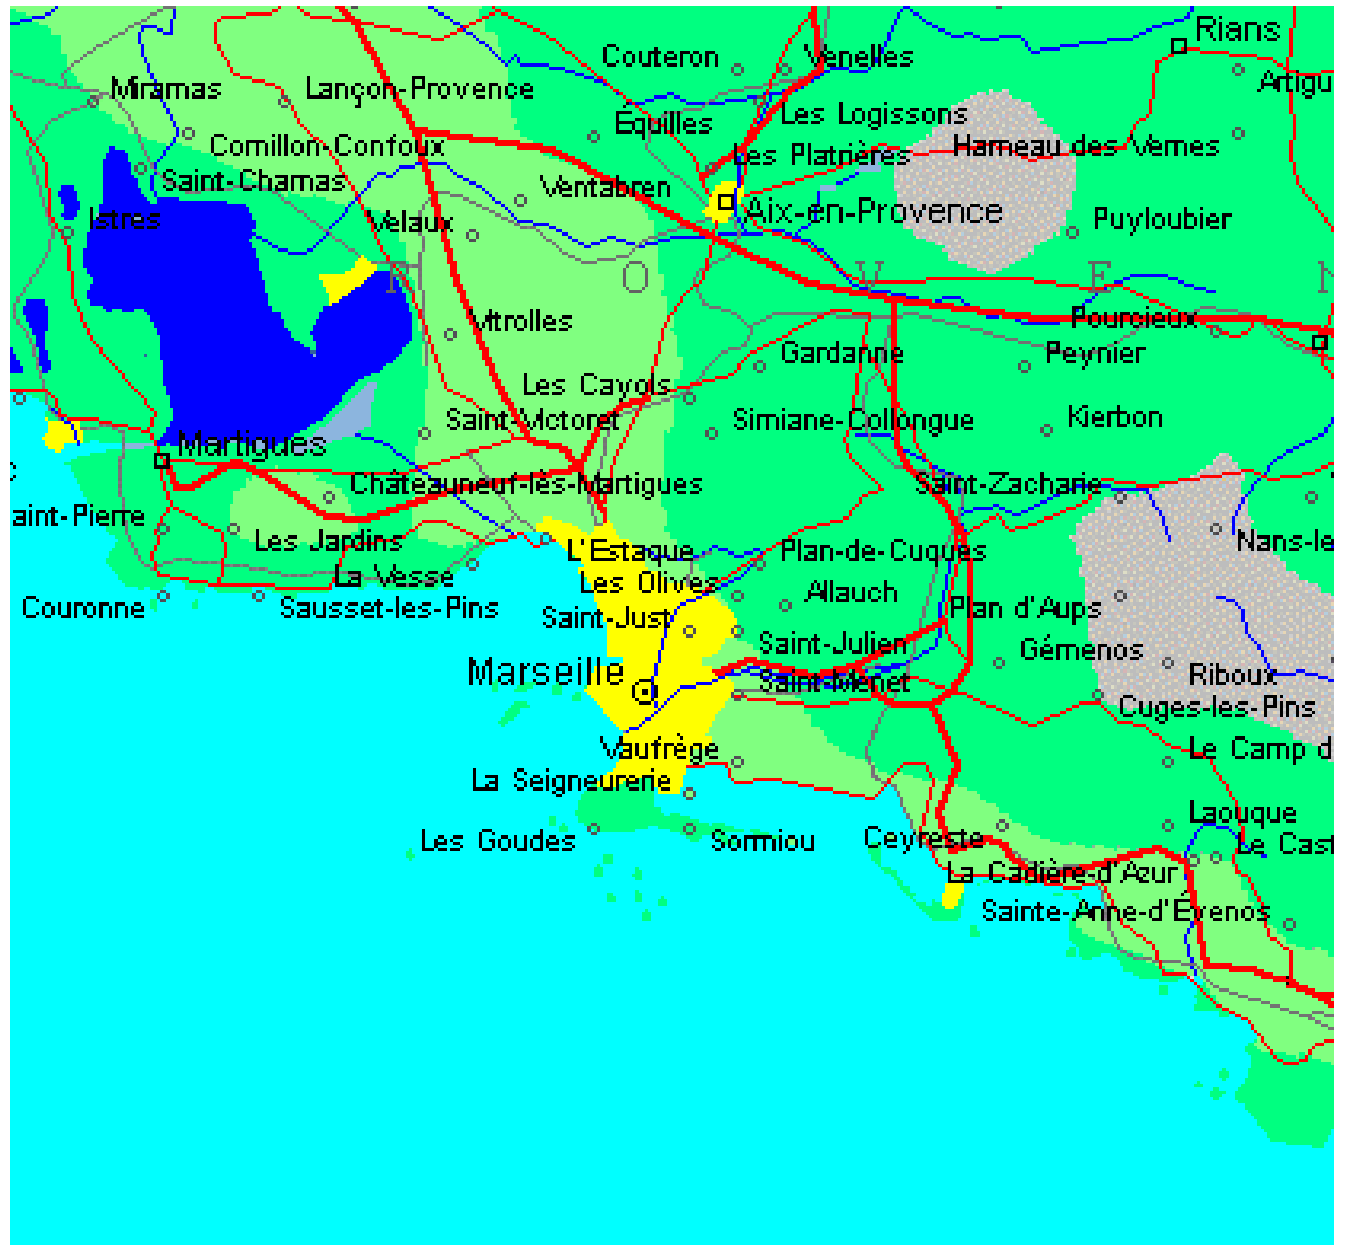 Rians
Couteron
Venelles
Miramas
Lançon-Provence
Artigu
Les Logissons
Équilles
Cornillon-Confoux
Hameau des Vernes
Les Platrières
Saint-Chamas
Ventabren
Aix-en-Provence
Istres
Velaux
Puyloubier
R O V E
Vitrolles
Pourcieux
Gardanne
Peynier
Les Cayols
Saint-Victoret
Simiane-Collongue
Kierbon
Martigues
Châteauneuf-lès-Martigues
Saint-Zacharie
aint-Pierre
Les Jardins
L'Estaque
Plan-de-Cuques
Nans-le
La Vesse
Les Olives
Allauch
Couronne
Sausset-les-Pins
Saint-Just
Plan d'Aups
Saint-Julien
Gémenos
Marseille
Saint-Menet
Riboux
Cuges-les-Pins
Vaufrège
Le Camp d
La Seigneurerie
Laouque
Les Goudes
Sormiou
Ceyreste
Le Cast
La Cadière-d'Azur
Sainte-Anne-d'Évenos